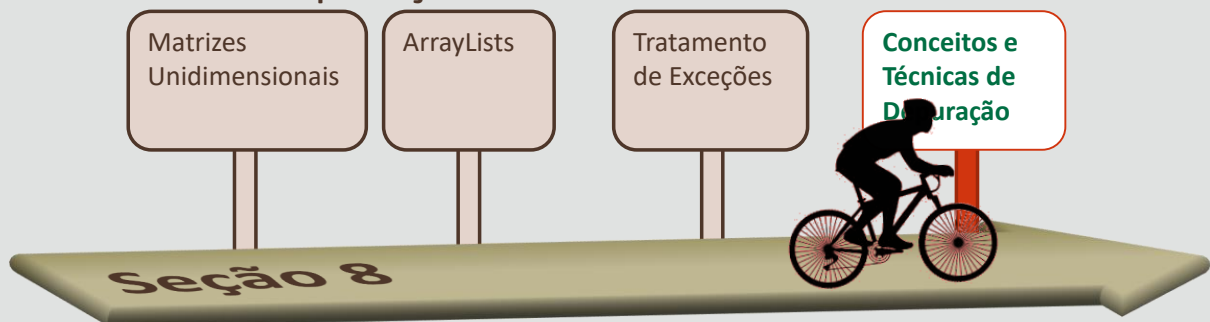 Matrizes
Unidimensionais
ArrayLists
Tratamento
de Exceções
Conceitos e
Técnicas de
Seção 8